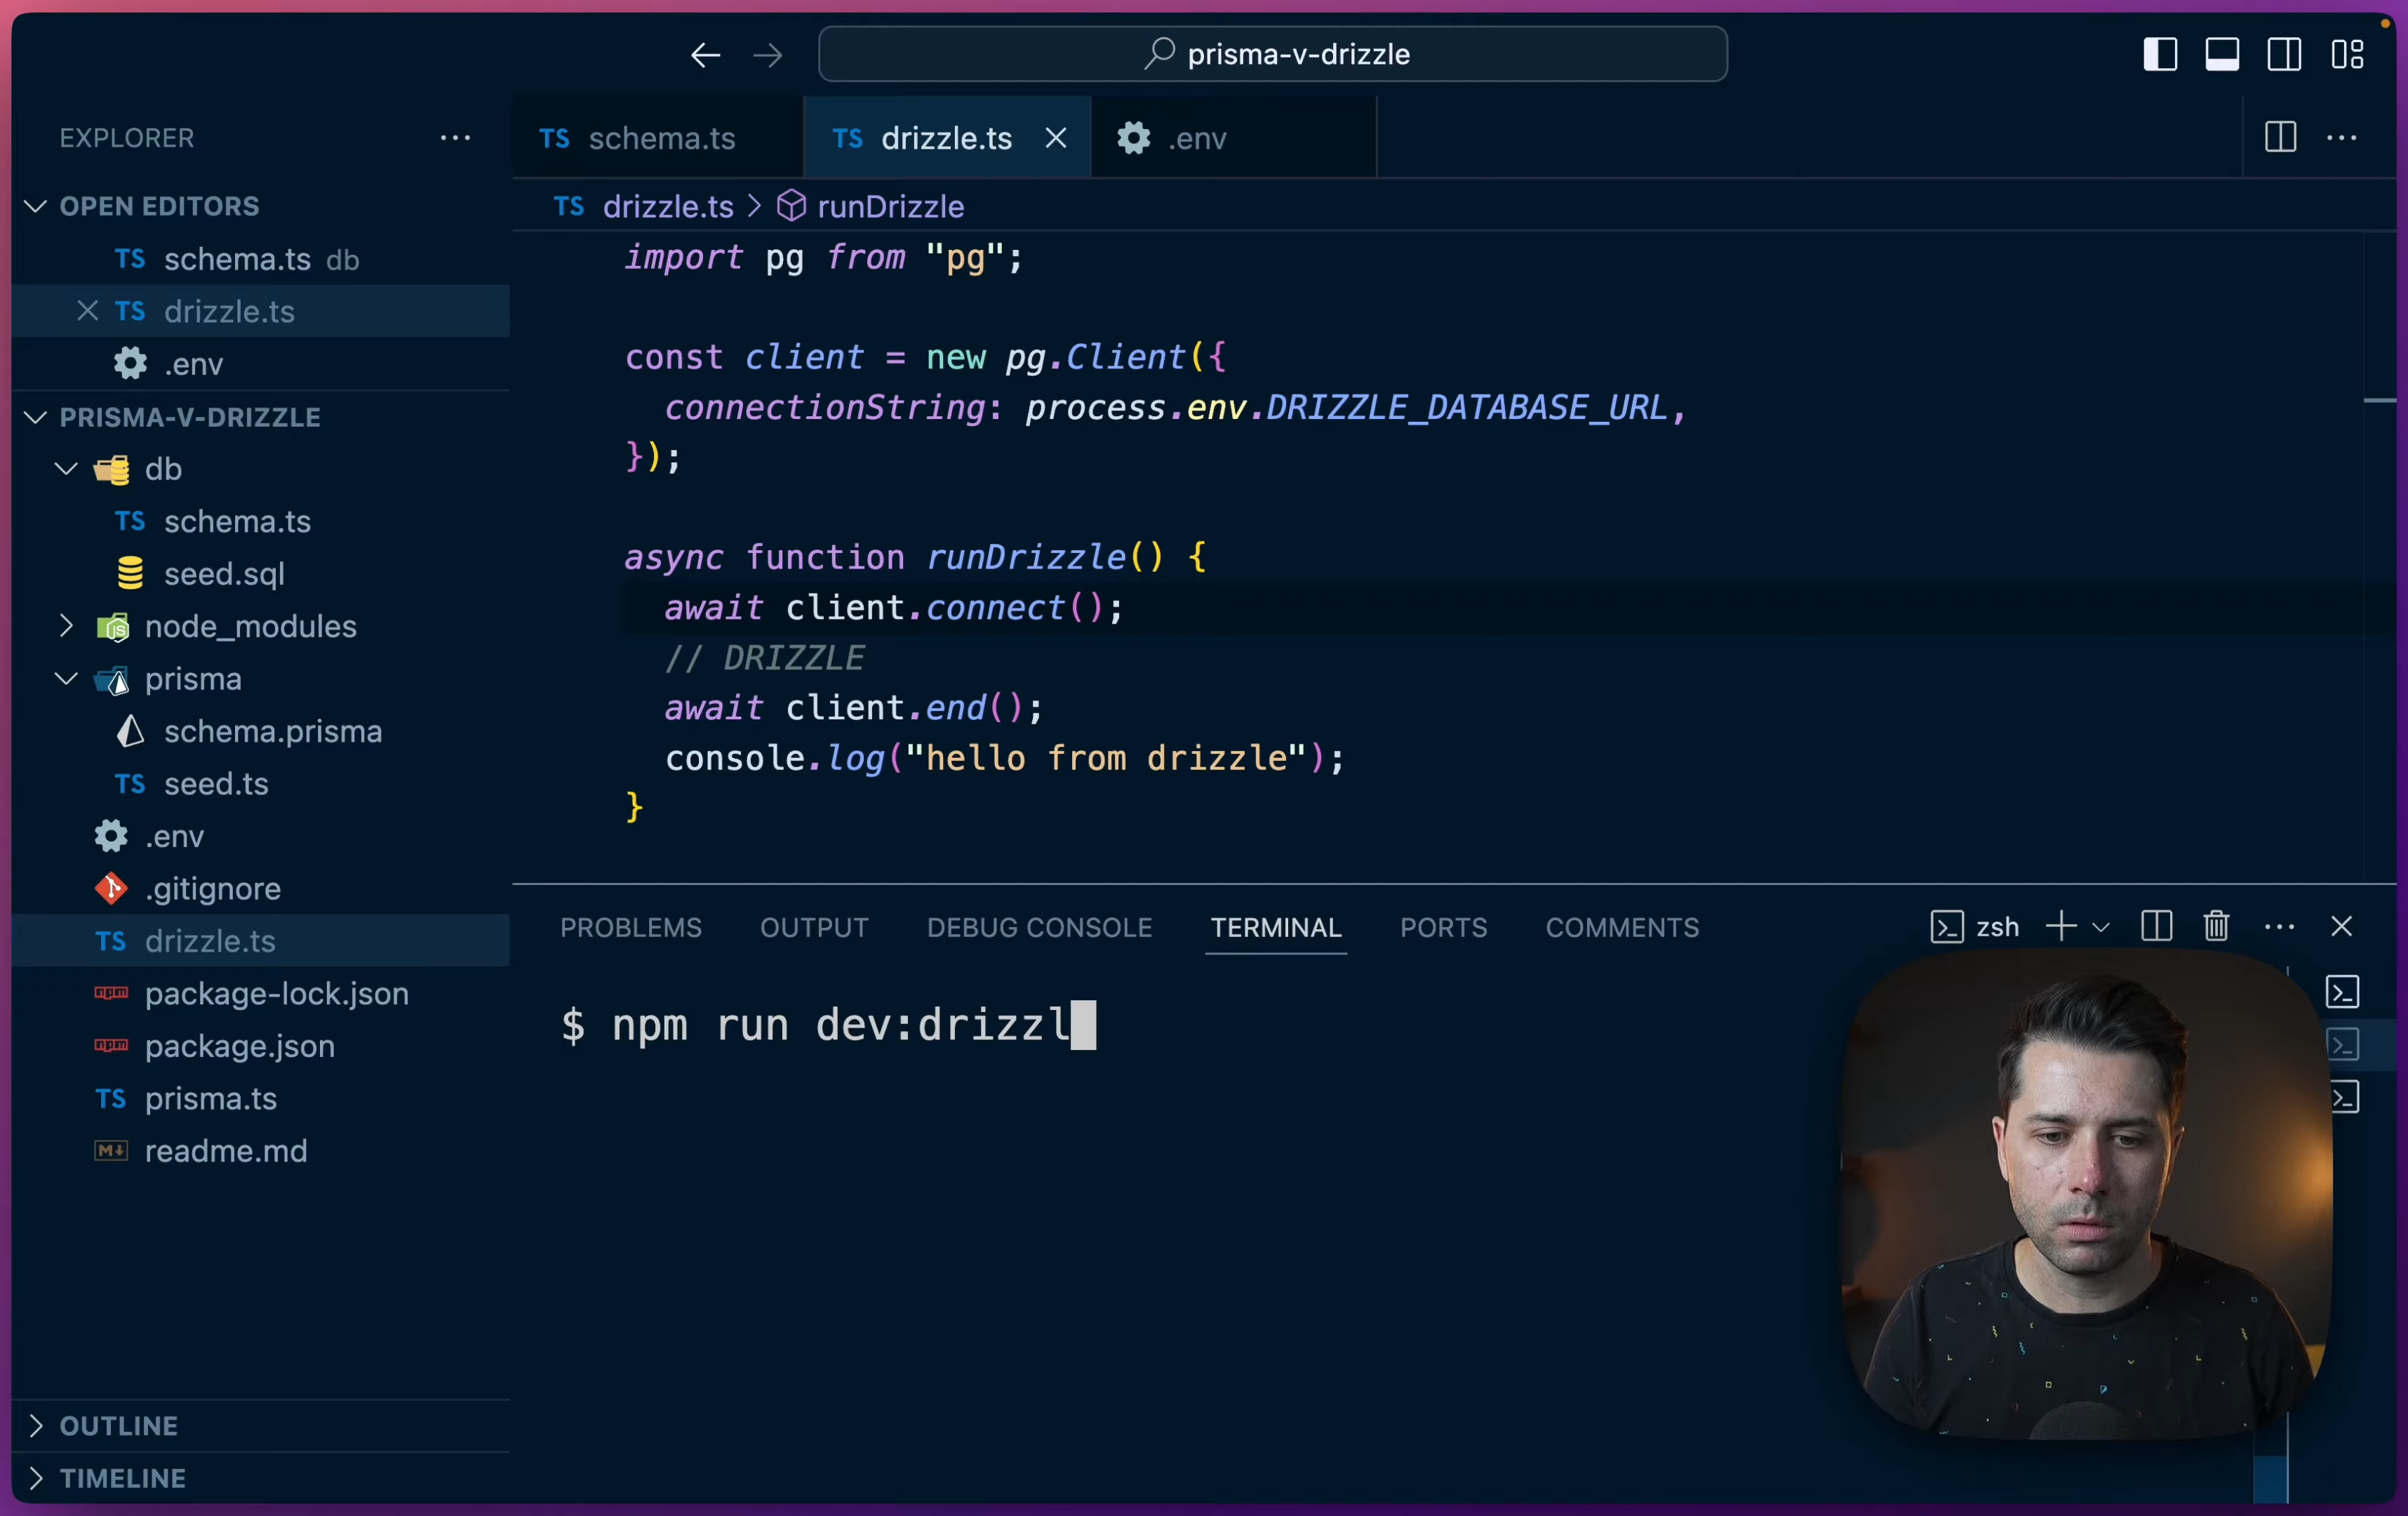 prisma-v-drizzle
EXPLORER
TS schema.ts
TS drizzle.ts
.env
OPEN EDITORS
TS schema.ts db
TS drizzle.ts
.env
PRISMA-V-DRIZZLE
db
TS schema.ts
seed.sql
node_modules
prisma
schema.prisma
TS seed.ts
.env
.gitignore
TS drizzle.ts
package-lock.json
package.json
TS prisma.ts
M↓ readme.md
OUTLINE
TIMELINE
TS drizzle.ts > runDrizzle
import pg from "pg";
const client = new pg.Client({
connectionString: process.env.DRIZZLE_DATABASE_URL,
});
async function runDrizzle() {
await client.connect();
// DRIZZLE
await client.end();
console.log("hello from drizzle");
}
PROBLEMS OUTPUT DEBUG CONSOLE TERMINAL PORTS COMMENTS
zsh
$ npm run dev:drizzl